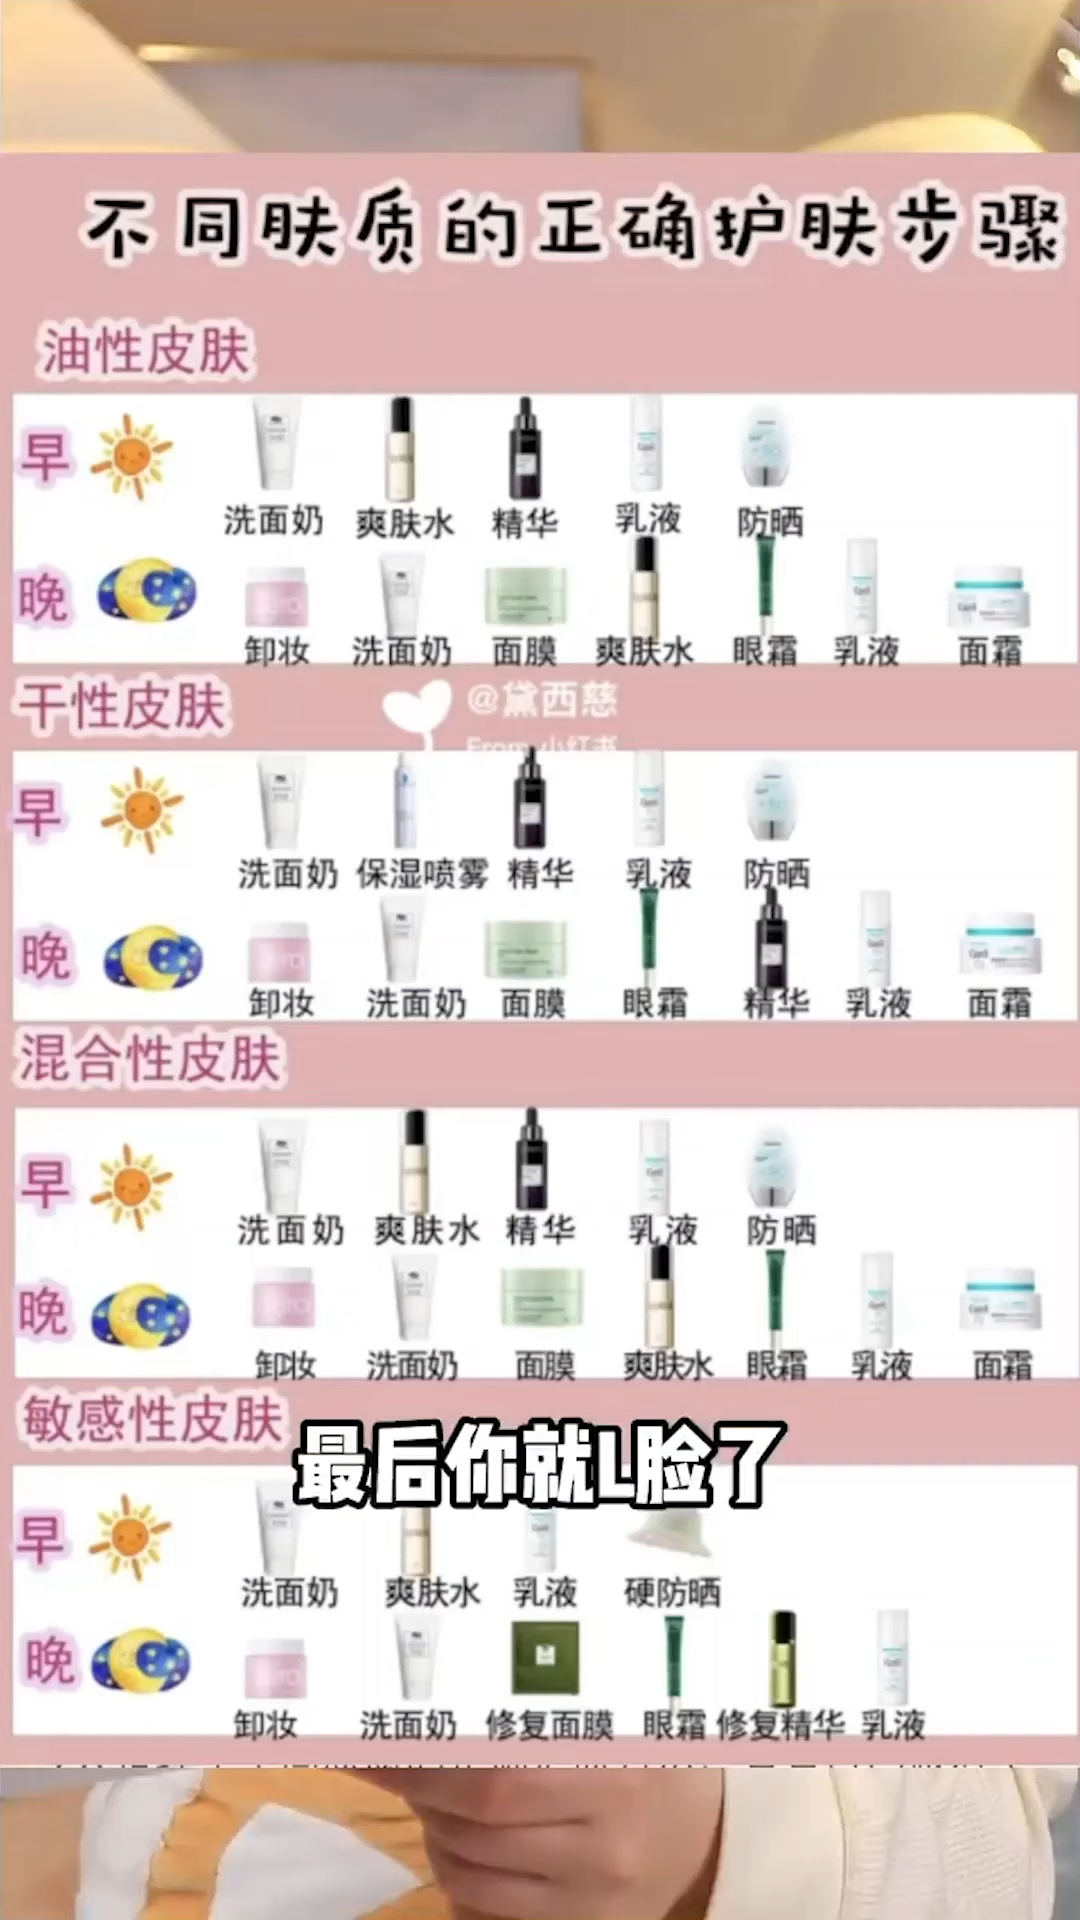 不同肤质的正确护肤步骤
油性皮肤
早
洗面奶 爽肤水 精华 乳液 防晒
晚
卸妆 洗面奶 面膜 爽肤水 眼霜 乳液 面霜
干性皮肤
@黛西慈
From 小红书
早
洗面奶 保湿喷雾 精华 乳液 防晒
晚
卸妆 洗面奶 面膜 眼霜 精华 乳液 面霜
混合性皮肤
早
洗面奶 爽肤水 精华 乳液 防晒
晚
卸妆 洗面奶 面膜 爽肤水 眼霜 乳液 面霜
敏感性皮肤
最后你就L脸了
早
洗面奶 爽肤水 乳液 硬防晒
晚
卸妆 洗面奶 修复面膜 眼霜 修复精华 乳液